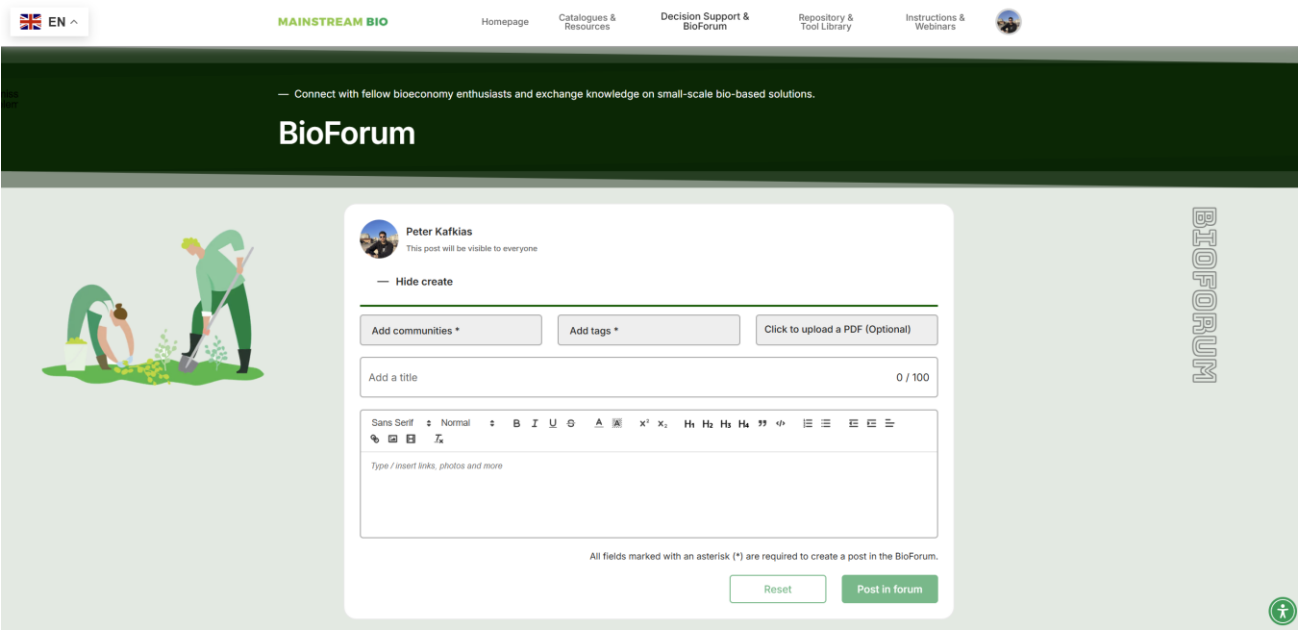 EN
MAINSTREAM BIO
Homepage
Catalogues &
Resources
Decision Support &
BioForum
Repository &
Tool Library
Instructions &
Webinars
— Connect with fellow bioeconomy enthusiasts and exchange knowledge on small-scale bio-based solutions.
BioForum
BIOFORUM
Peter Kafkias
This post will be visible to everyone
— Hide create
Add communities *
Add tags *
Click to upload a PDF (Optional)
Add a title
0 / 100
Sans Serif
Normal
B I U S A A x² x₂ H₁ H₂ H₃ H₄ ” </>
Type / insert links, photos and more
All fields marked with an asterisk (*) are required to create a post in the BioForum.
Reset
Post in forum